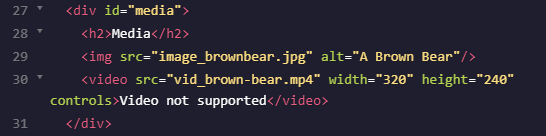 27 <div id="media">
28 <h2>Media</h2>
29 <img src="image_brownbear.jpg" alt="A Brown Bear"/>
30 <video src="vid_brown-bear.mp4" width="320" height="240"
controls>Video not supported</video>
31 </div>